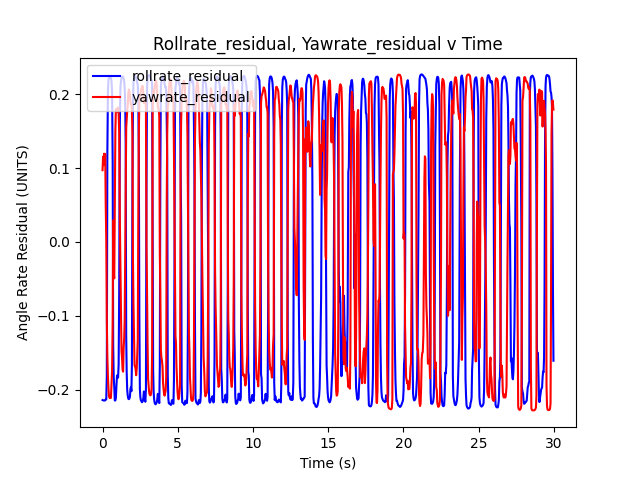 Rollrate_residual, Yawrate_residual v Time
rollrate_residual
yawrate_residual
Angle Rate Residual (UNITS)
0.2
0.1
0.0
−0.1
−0.2
0 5 10 15 20 25 30
Time (s)